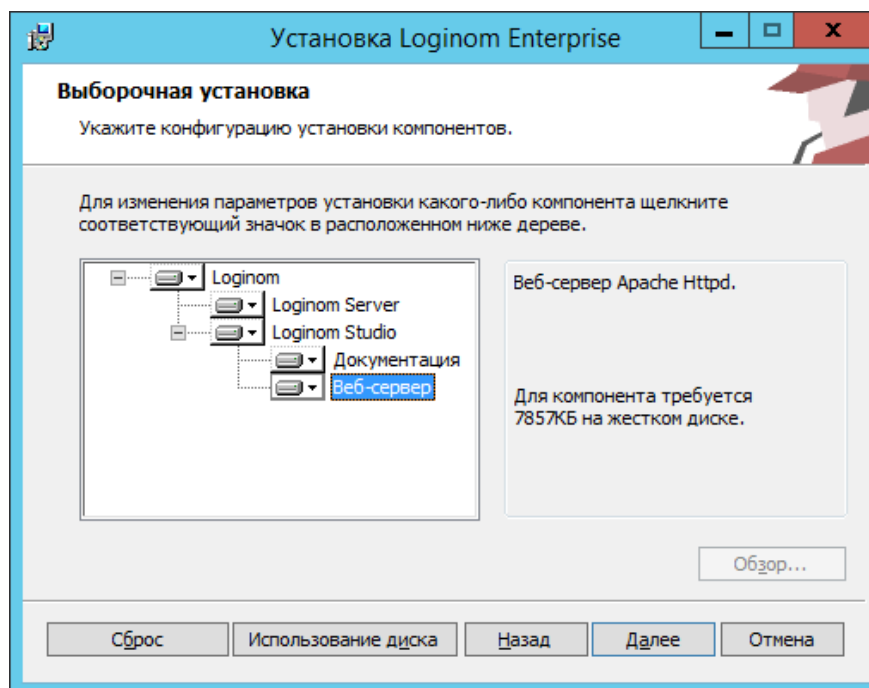 Установка Loginom Enterprise
Выборочная установка
Укажите конфигурацию установки компонентов.
Для изменения параметров установки какого-либо компонента щелкните
соответствующий значок в расположенном ниже дереве.
Loginom
Loginom Server
Loginom Studio
Документация
Веб-сервер
Веб-сервер Apache Httpd.
Для компонента требуется
7857КБ на жестком диске.
Обзор...
Сброс
Использование диска
Назад
Далее
Отмена